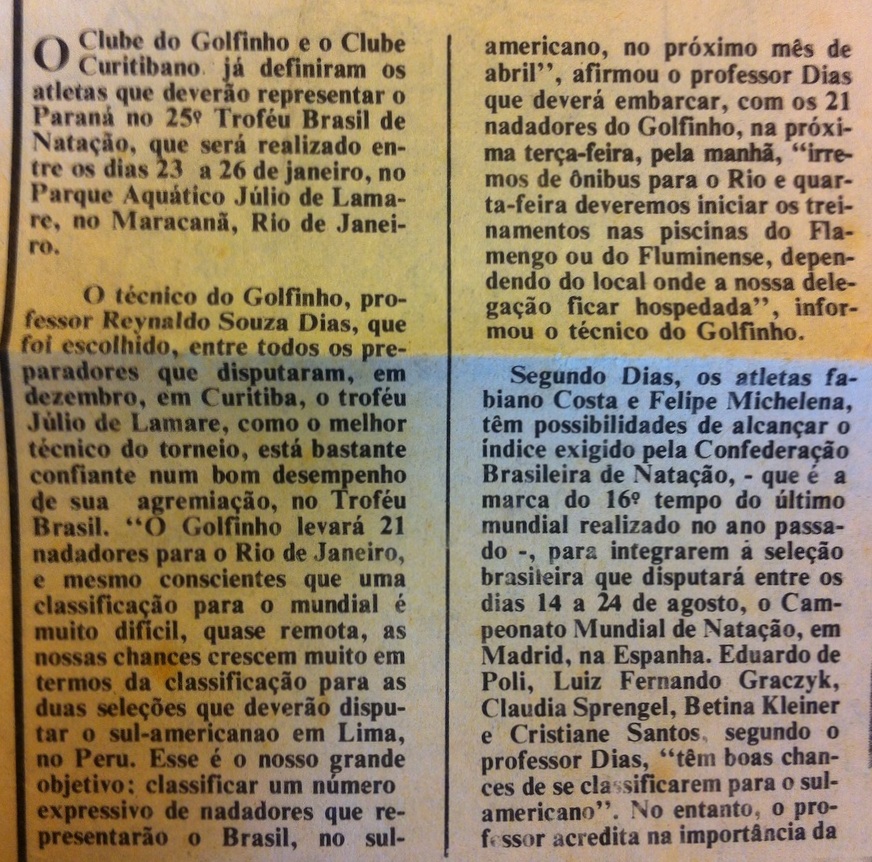 O Clube do Golfinho e o Clube
Curitibano já definiram os
atletas que deverão representar o
Paraná no 25º Troféu Brasil de
Natação, que será realizado en-
tre os dias 23 a 26 de janeiro, no
Parque Aquático Júlio de Lama-
re, no Maracanã, Rio de Janei-
ro.
O técnico do Golfinho, pro-
fessor Reynaldo Souza Dias, que
foi escolhido, entre todos os pre-
paradores que disputaram, em
dezembro, em Curitiba, o troféu
Júlio de Lamare, como o melhor
técnico do torneio, está bastante
confiante num bom desempenho
de sua agremiação, no Troféu
Brasil. "O Golfinho levará 21
nadadores para o Rio de Janeiro,
e mesmo conscientes que uma
classificação para o mundial é
muito difícil, quase remota, as
nossas chances crescem muito em
termos da classificação para as
duas seleções que deverão dispu-
tar o sul-americanao em Lima,
no Peru. Esse é o nosso grande
objetivo: classificar um número
expressivo de nadadores que re-
presentarão o Brasil, no sul-
americano, no próximo mês de
abril", afirmou o professor Dias
que deverá embarcar, com os 21
nadadores do Golfinho, na próxi-
ma terça-feira, pela manhã, "irre-
mos de ônibus para o Rio e quar-
ta-feira deveremos iniciar os trei-
namentos nas piscinas do Fla-
mengo ou do Fluminense, depen-
dendo do local onde a nossa dele-
gação ficar hospedada", infor-
mou o técnico do Golfinho.
Segundo Dias, os atletas fa-
biano Costa e Felipe Michelena,
têm possibilidades de alcançar o
índice exigido pela Confederação
Brasileira de Natação, - que é a
marca do 16º tempo do último
mundial realizado no ano passa-
do -, para integrarem a seleção
brasileira que disputará entre os
dias 14 a 24 de agosto, o Cam-
peonato Mundial de Natação, em
Madrid, na Espanha. Eduardo de
Poli, Luiz Fernando Graczyk,
Claudia Sprengel, Betina Kleiner
e Cristiane Santos, segundo o
professor Dias, "têm boas chan-
ces de se classificarem para o sul-
americano". No entanto, o pro-
fessor acredita na importância da